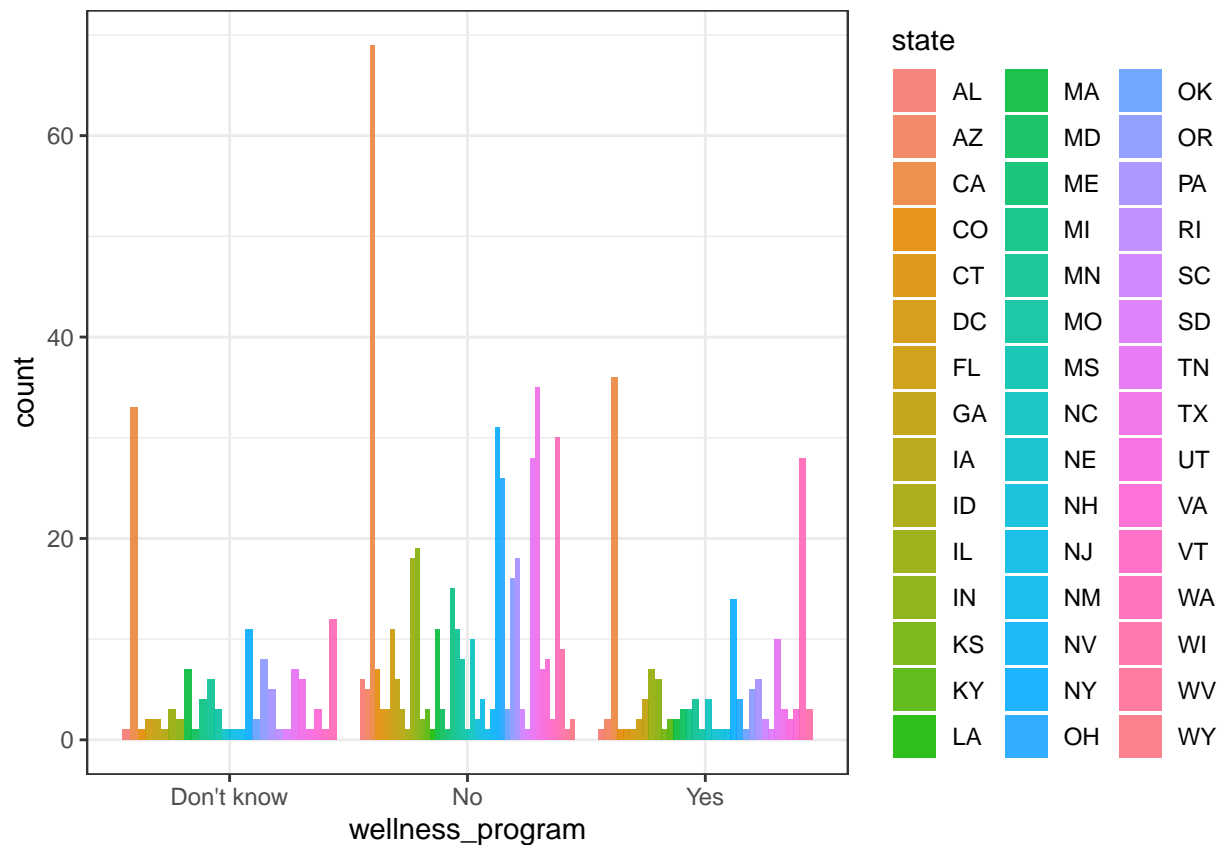 state
AL MA OK
AZ MD OR
CA ME PA
CO MI RI
CT MN SC
DC MO SD
FL MS TN
GA NC TX
IA NE UT
ID NH VA
IL NJ VT
IN NM WA
KS NV WI
KY NY WV
LA OH WY
count
60
40
20
0
Don't know No Yes
wellness_program